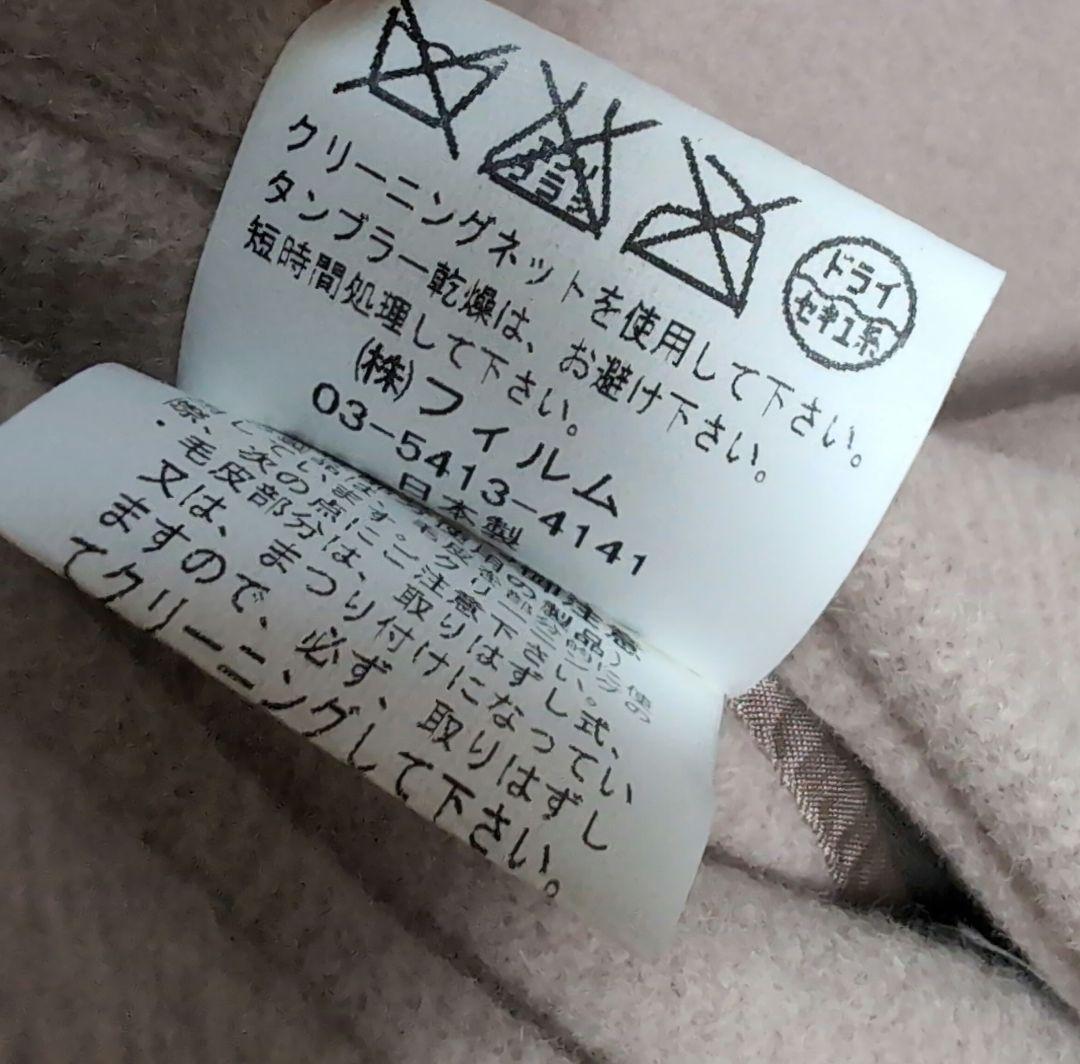 エンソ
サラシ
ドライ
セキユ系
クリーニングネットを使用して下さい。
タンブラー乾燥は、お避け下さい。
短時間処理して下さい。
(株)フィルム
03-5413-4141
日本製
際、次の点にご注意下さい。
・毛皮部分は、取りはずし式、
又は、まつり付けになってい
ますので、必ず、取りはずし
てクリーニングして下さい。